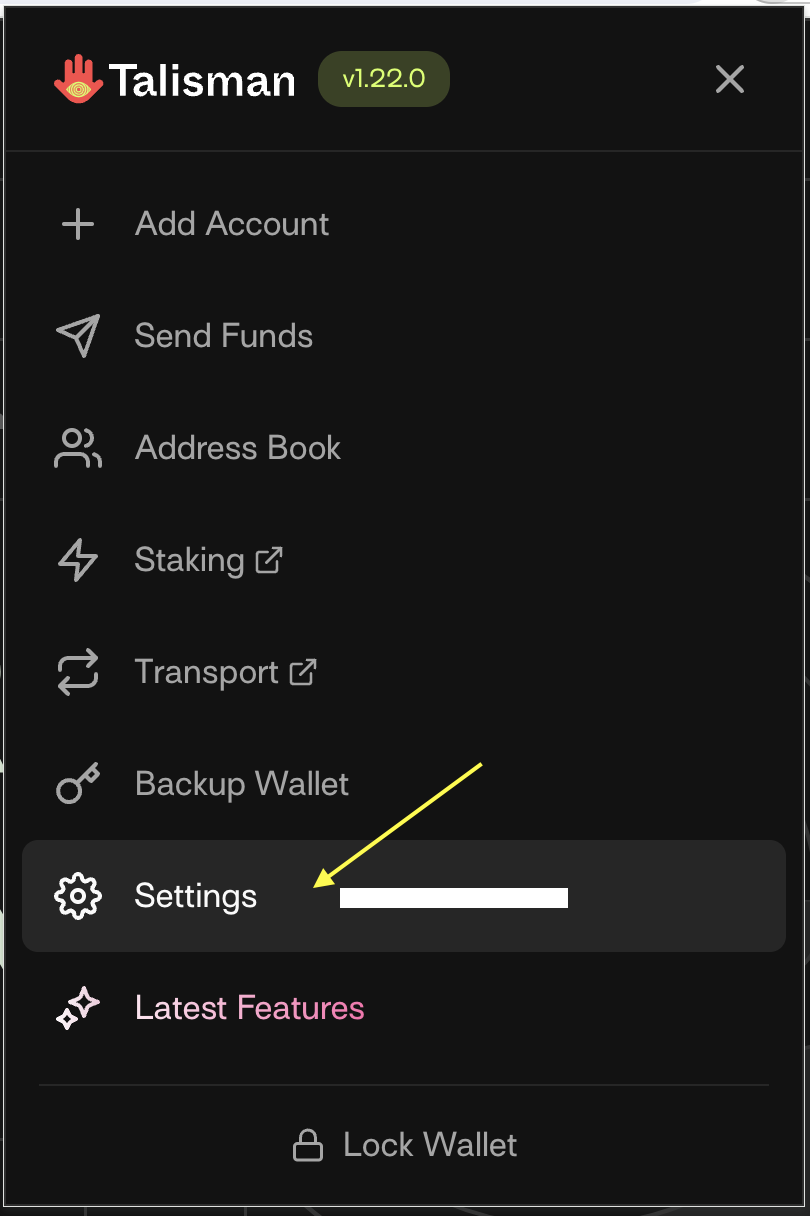 Talisman v1.22.0
Add Account
Send Funds
Address Book
Staking
Transport
Backup Wallet
Settings
Latest Features
Lock Wallet